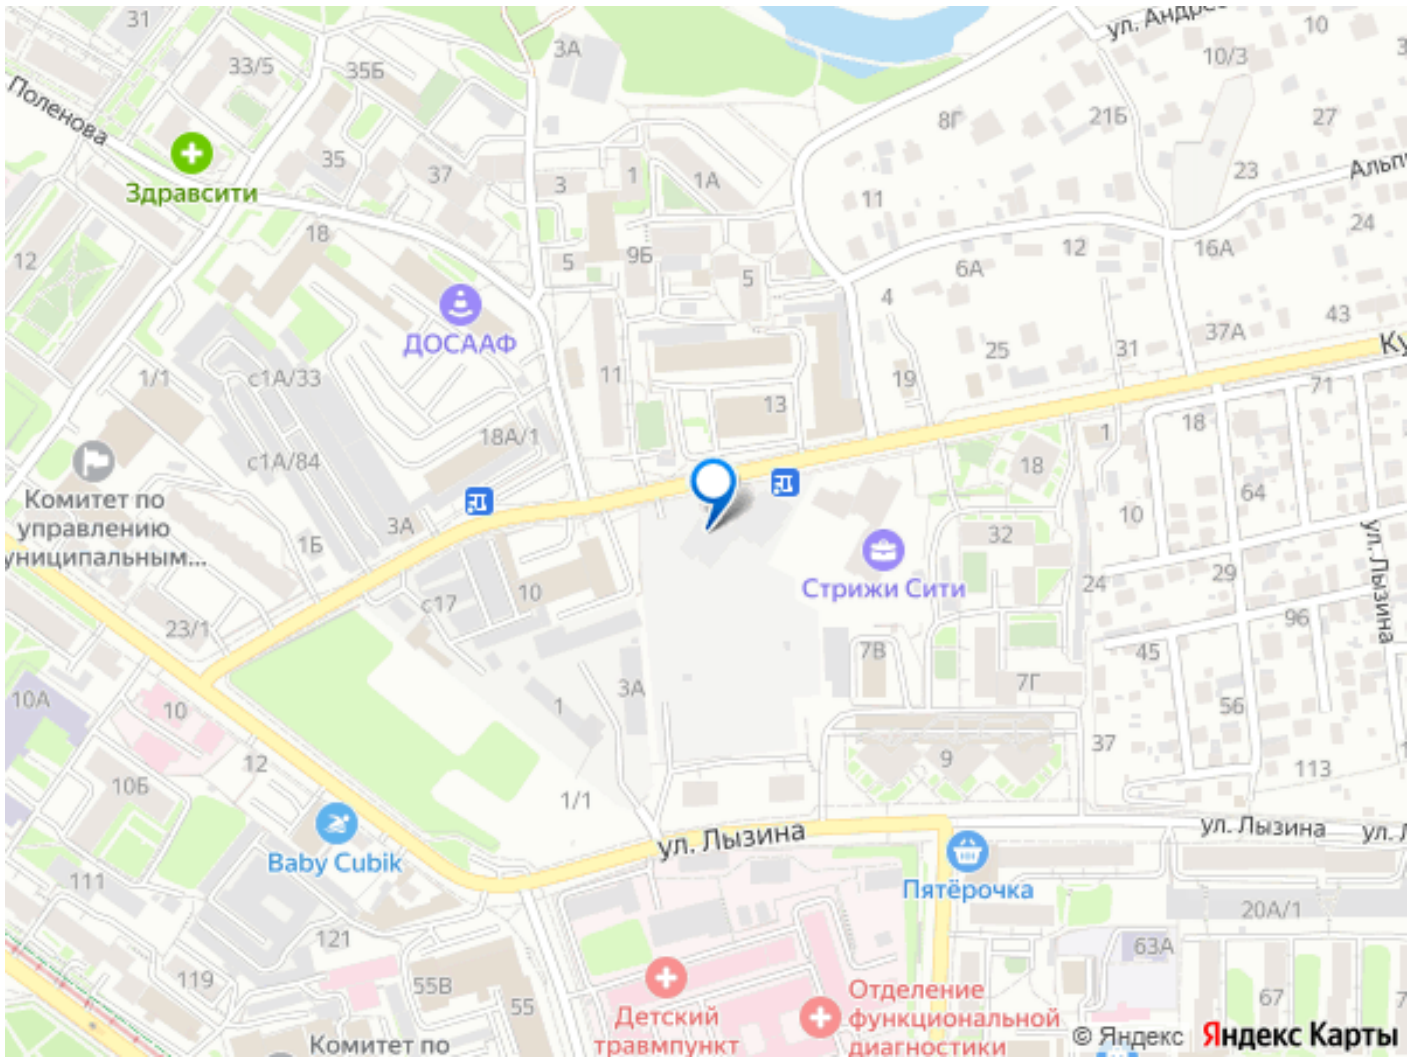 31
33/5
35Б
3А
ул. Андре
10
10/3
8Г
21Б
27
Поленова
Здравсити
35
37
3
1
1А
11
23
Альп
24
18
12
5
9Б
5
6А
12
16А
4
ДОСААФ
43
37А
Ку
25
31
1/1
с1А/33
11
19
71
13
18А/1
18
1
с1А/84
18
64
Комитет по
управлению
униципальным...
3А
1Б
10
32
ул. Лызина
Стрижи Сити
с17
10
24
29
96
23/1
7В
45
3А
7Г
10А
10
1
56
37
12
9
113
10Б
1/1
ул. Лызина
ул. Лызина
ул. Л
Baby Cubik
Пятёрочка
111
20А/1
121
63А
119
55В
55
Детский
травмпункт
Отделение
функциональной
диагностики
67
7
Комитет по
© Яндекс Яндекс Карты